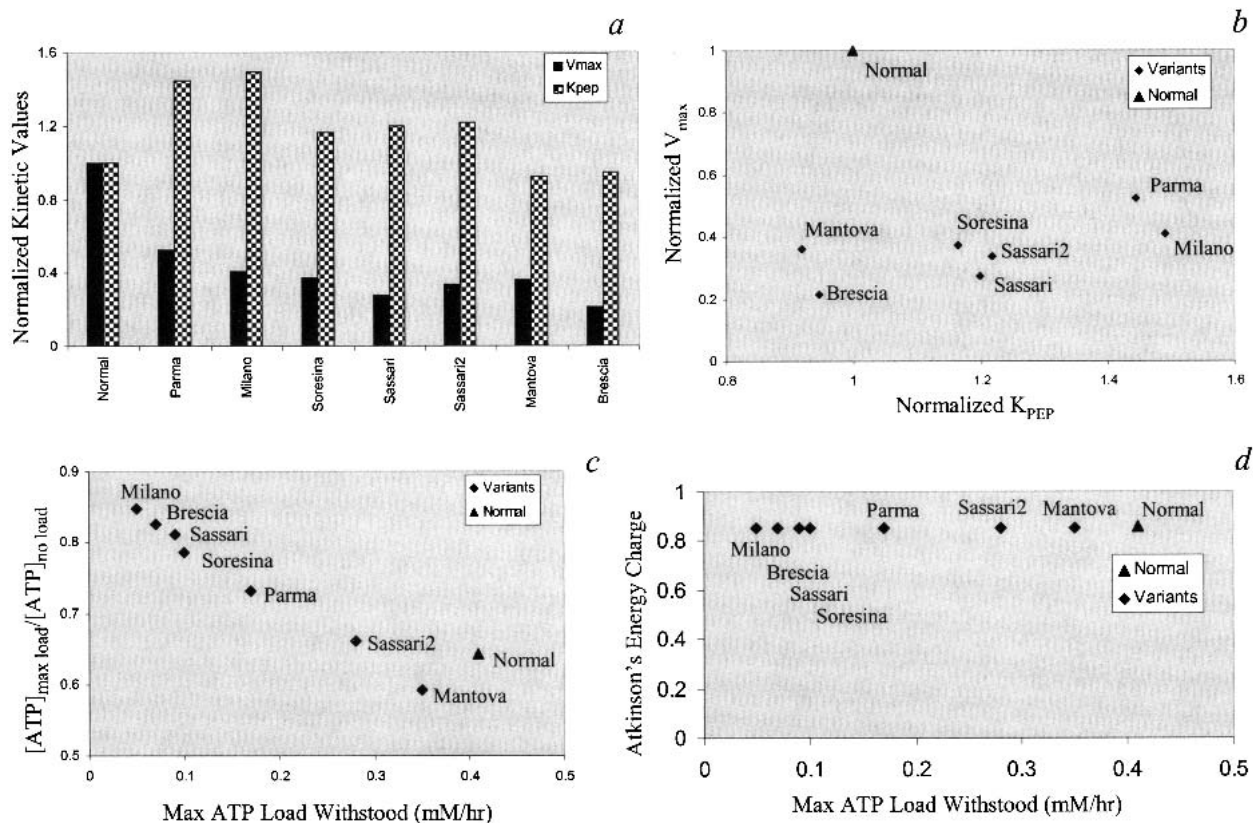 a
1.6
1.2
0.8
0.4
0
Normalized Kinetic Values
Vmax
Kpep
Normal
Parma
Milano
Soresina
Sassari
Sassari2
Mantova
Brescia
b
1
0.8
0.6
0.4
0.2
0
Normalized Vmax
Normal
Variants
Normal
Parma
Soresina
Mantova
Sassari2
Milano
Sassari
Brescia
0.8 1 1.2 1.4 1.6
Normalized KPEP
c
0.9
0.8
0.7
0.6
0.5
[ATP]max load/[ATP]no load
Variants
Normal
Milano
Brescia
Sassari
Soresina
Parma
Sassari2
Normal
Mantova
0 0.1 0.2 0.3 0.4 0.5
Max ATP Load Withstood (mM/hr)
d
1
0.8
0.6
0.4
0.2
0
Atkinson's Energy Charge
Parma
Sassari2
Mantova
Normal
Milano
Brescia
Sassari
Soresina
Normal
Variants
0 0.1 0.2 0.3 0.4 0.5
Max ATP Load Withstood (mM/hr)